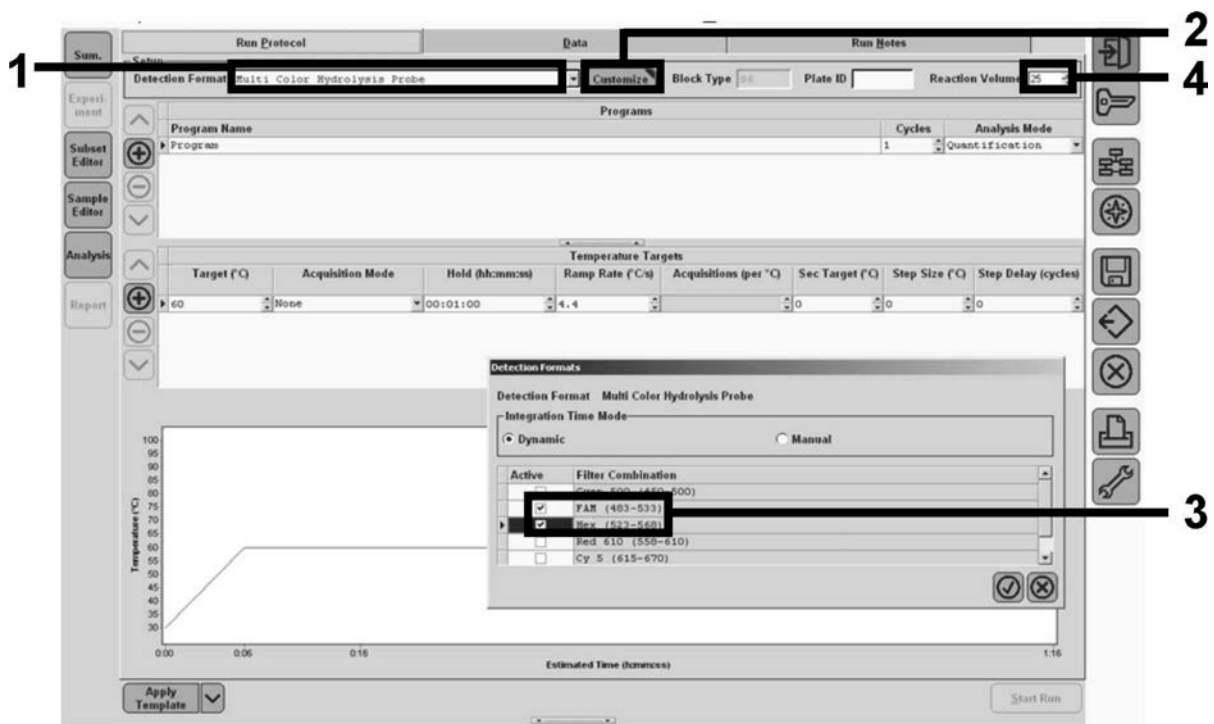 Run Protocol Data Run Notes
Sum.
Setup
1
2
Detection Format Multi Color Hydrolysis Probe Customize Block Type Plate ID Reaction Volume 25
4
Experi-
ment
Programs
Program Name Cycles Analysis Mode
Program 1 Quantification
Subset
Editor
Sample
Editor
Analysis
Temperature Targets
Target (°C) Acquisition Mode Hold (hh:mm:ss) Ramp Rate (°C/s) Acquisitions (per °C) Sec Target (°C) Step Size (°C) Step Delay (cycles)
60 None 00:01:00 4.4 0 0 0
Report
Detection Formats
Detection Format Multi Color Hydrolysis Probe
Integration Time Mode
Dynamic Manual
Active Filter Combination
FAM (483-533)
Hex (523-568)
3
Red 610 (558-610)
Cy 5 (615-670)
Temperature (°C)
100
95
90
85
80
75
70
65
60
55
50
45
40
35
30
0:00 0:06 0:16 1:16
Estimated Time (h:mm:ss)
Apply
Template
Start Run